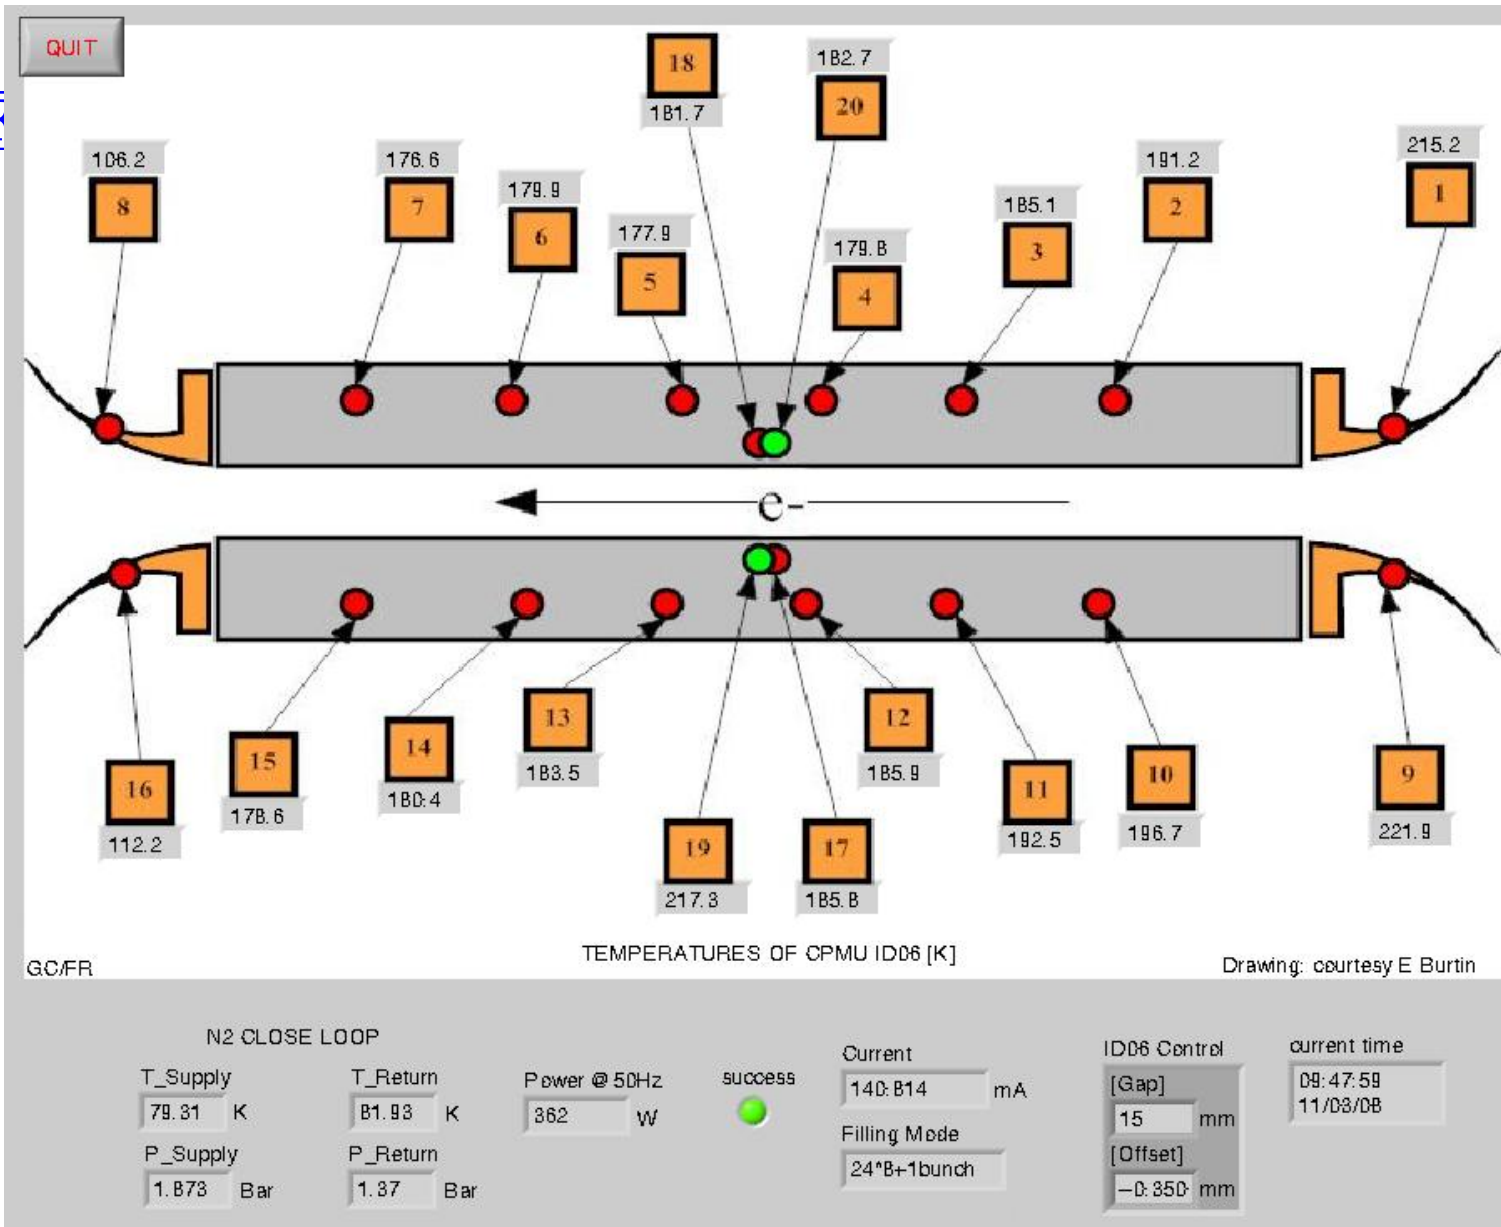 QUIT
18
181.7
182.7
20
106.2
8
176.6
7
179.9
6
177.9
5
179.8
4
185.1
3
191.2
2
215.2
1
e-
16
112.2
15
178.6
14
180.4
13
183.5
19
217.3
17
185.8
12
185.9
11
192.5
10
196.7
9
221.9
TEMPERATURES OF CPMU ID06 [K]
GC/FR
Drawing: courtesy E Burtin
N2 CLOSE LOOP
T_Supply
79.31 K
T_Return
81.93 K
P_Supply
1.873 Bar
P_Return
1.37 Bar
Power @ 50Hz
362 W
success
Current
140.814 mA
Filling Mode
24*8+1bunch
ID06 Control
[Gap]
15 mm
[Offset]
-0.350 mm
current time
09:47:59
11/03/08